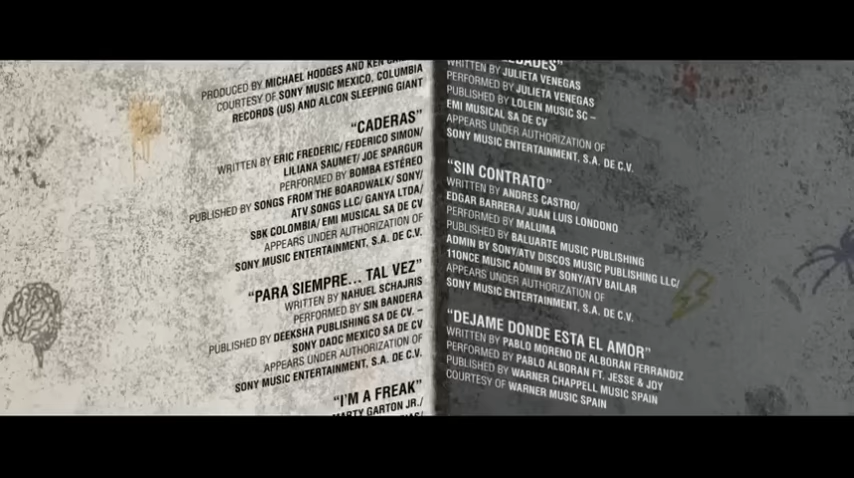 PRODUCED BY MICHAEL HODGES AND KEN
COURTESY OF SONY MUSIC MEXICO, COLUMBIA
RECORDS (US) AND ALCON SLEEPING GIANT
“CADERAS”
WRITTEN BY ERIC FREDERIC/ FEDERICO SIMON/
LILIANA SAUMET/ JOE SPARGUR
PERFORMED BY BOMBA ESTÉREO
PUBLISHED BY SONGS FROM THE BOARDWALK/ SONY/
ATV SONGS LLC/ GANYA LTDA/
SBK COLOMBIA/ EMI MUSICAL SA DE CV
APPEARS UNDER AUTHORIZATION OF
SONY MUSIC ENTERTAINMENT, S.A. DE C.V.
“PARA SIEMPRE... TAL VEZ”
WRITTEN BY NAHUEL SCHAJRIS
PERFORMED BY SIN BANDERA
PUBLISHED BY DEEKSHA PUBLISHING SA DE CV. –
SONY DADC MEXICO SA DE CV
APPEARS UNDER AUTHORIZATION OF
SONY MUSIC ENTERTAINMENT, S.A. DE C.V.
“I'M A FREAK”
MARTY GARTON JR./
WRITTEN BY JULIETA VENEGAS
PERFORMED BY JULIETA VENEGAS
PUBLISHED BY LOLEIN MUSIC SC –
EMI MUSICAL SA DE CV
APPEARS UNDER AUTHORIZATION OF
SONY MUSIC ENTERTAINMENT, S.A. DE C.V.
“SIN CONTRATO”
WRITTEN BY ANDRES CASTRO/
EDGAR BARRERA/ JUAN LUIS LONDONO
PERFORMED BY MALUMA
PUBLISHED BY BALUARTE MUSIC PUBLISHING
ADMIN BY SONY/ATV DISCOS MUSIC PUBLISHING LLC/
11ONCE MUSIC ADMIN BY SONY/ATV BAILAR
APPEARS UNDER AUTHORIZATION OF
SONY MUSIC ENTERTAINMENT, S.A. DE C.V.
“DEJAME DONDE ESTA EL AMOR”
WRITTEN BY PABLO MORENO DE ALBORAN FERRANDIZ
PERFORMED BY PABLO ALBORAN FT. JESSE & JOY
PUBLISHED BY WARNER CHAPPELL MUSIC SPAIN
COURTESY OF WARNER MUSIC SPAIN